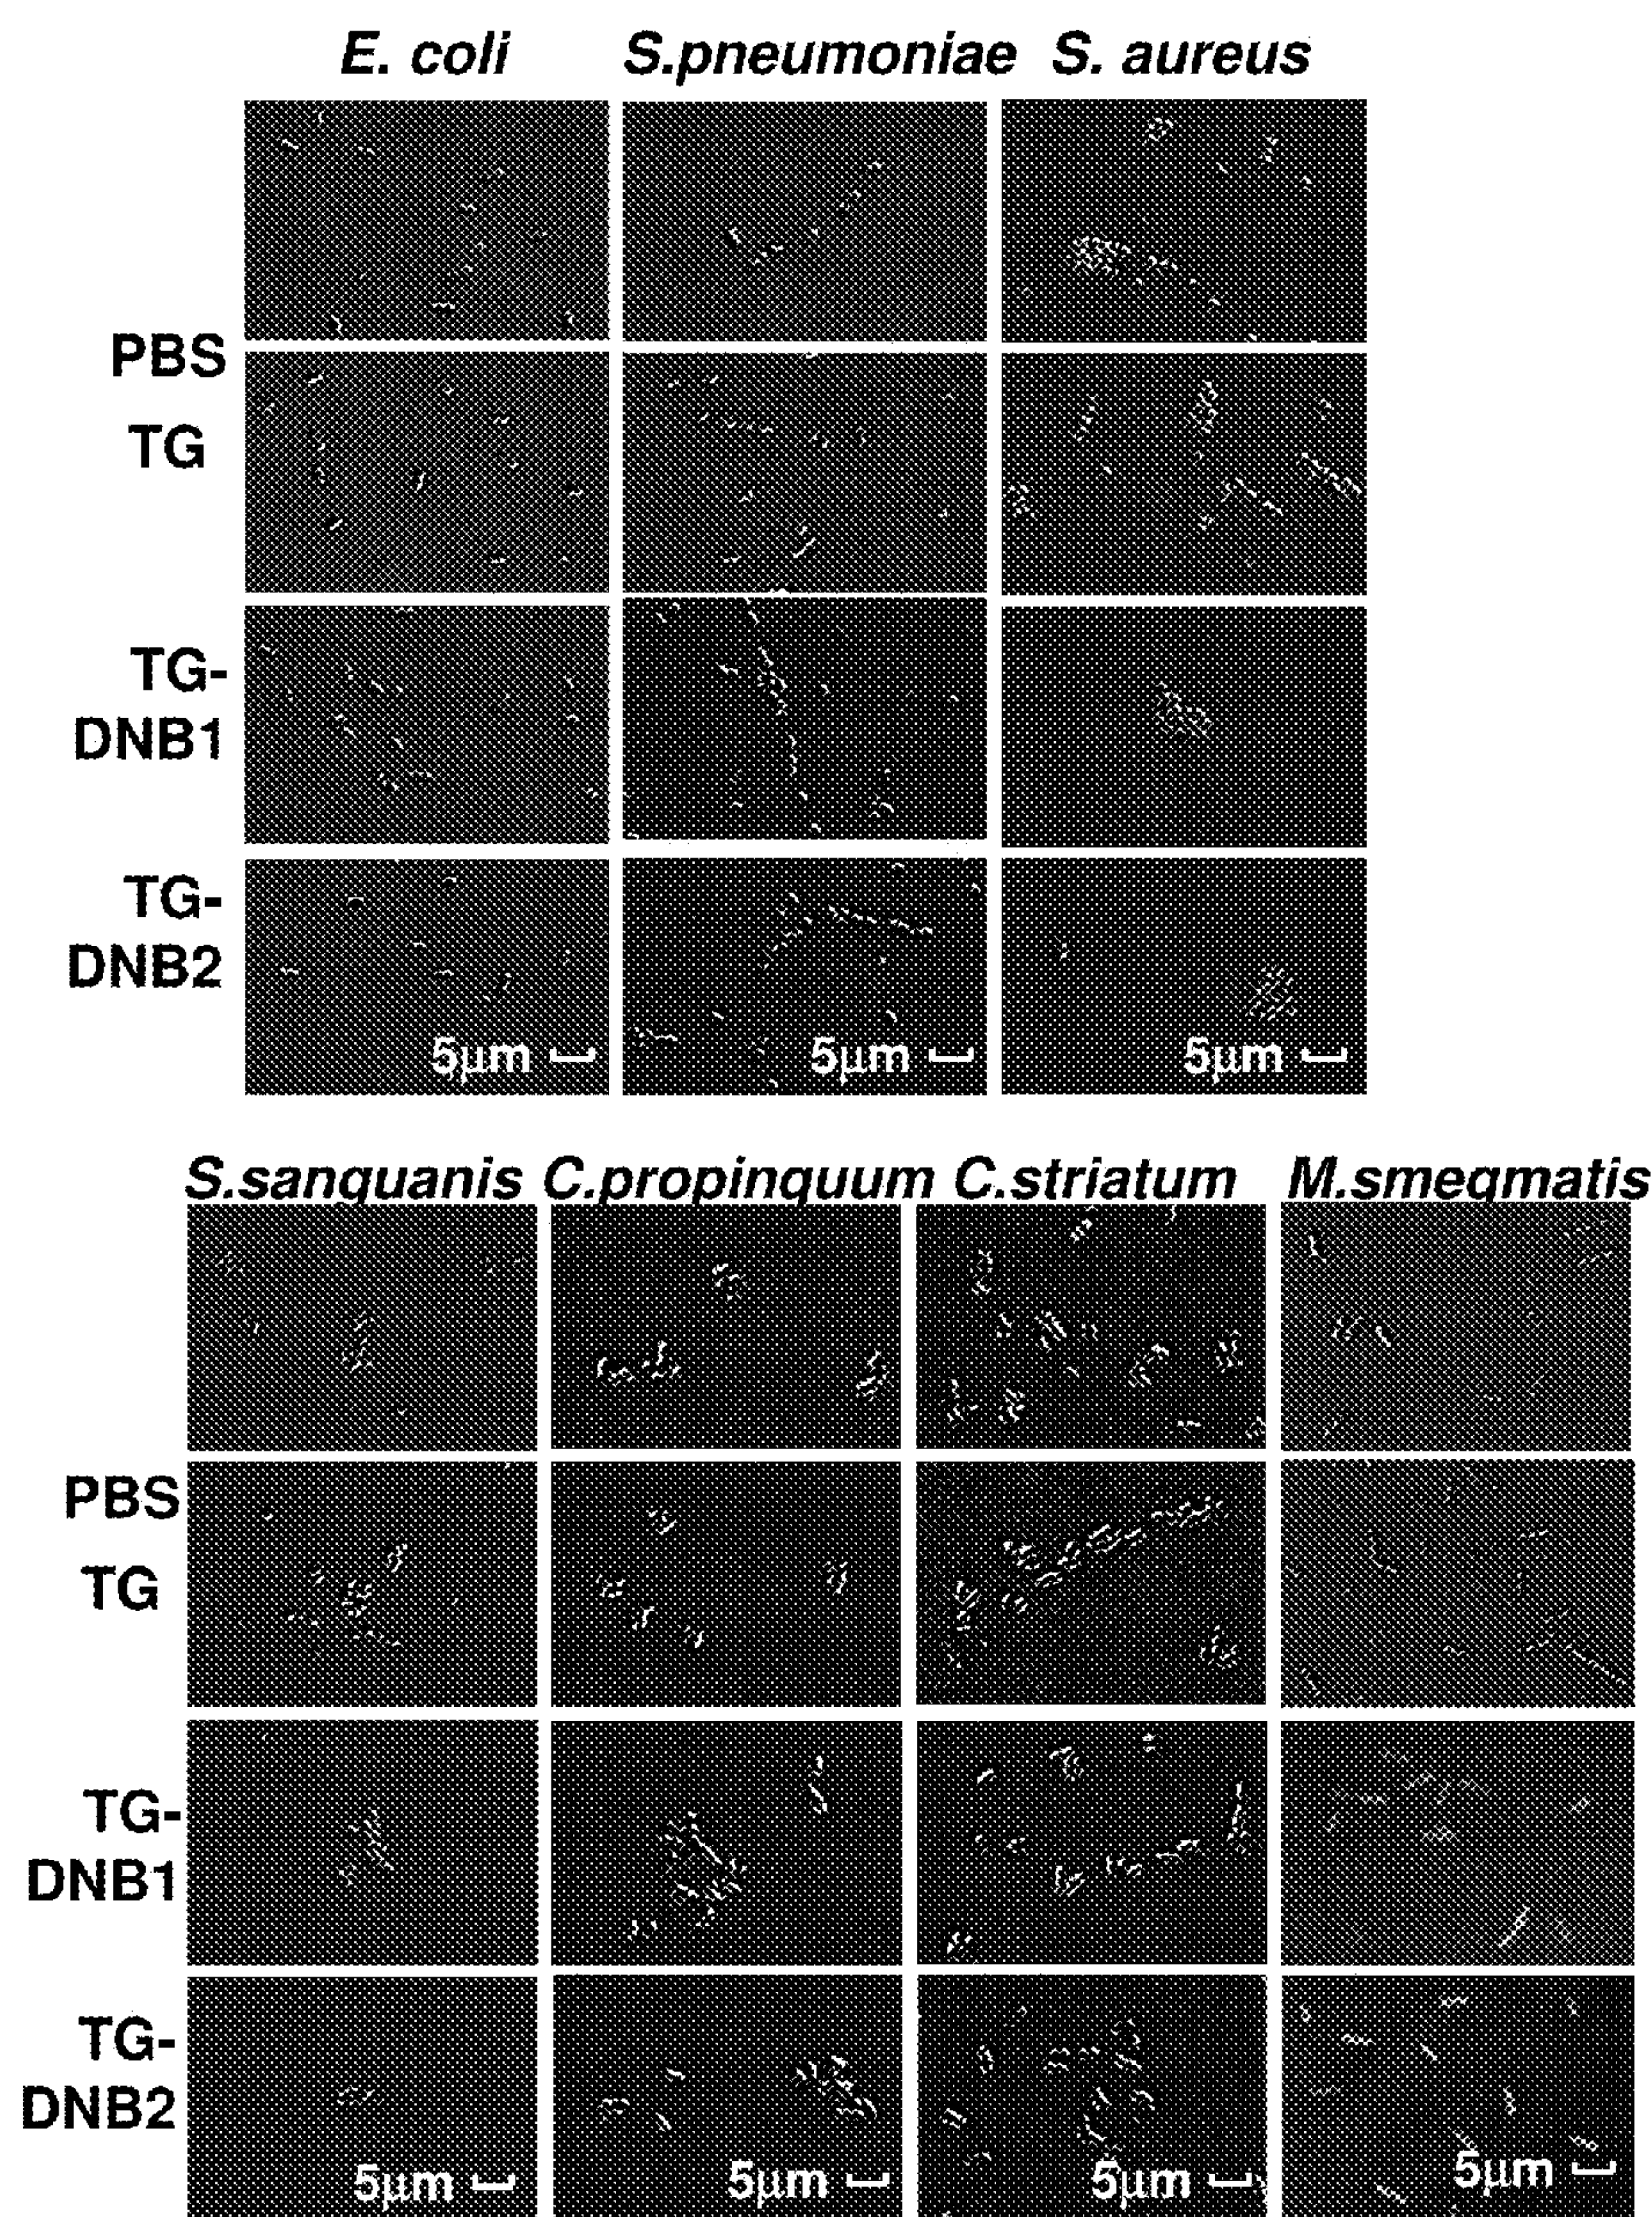 E. coli S.pneumoniae S. aureus
PBS
TG
TG-
DNB1
TG-
DNB2
5µm 5µm 5µm
S.sanquanis C.propinquum C.striatum M.smegmatis
PBS
TG
TG-
DNB1
TG-
DNB2
5µm 5µm 5µm 5µm